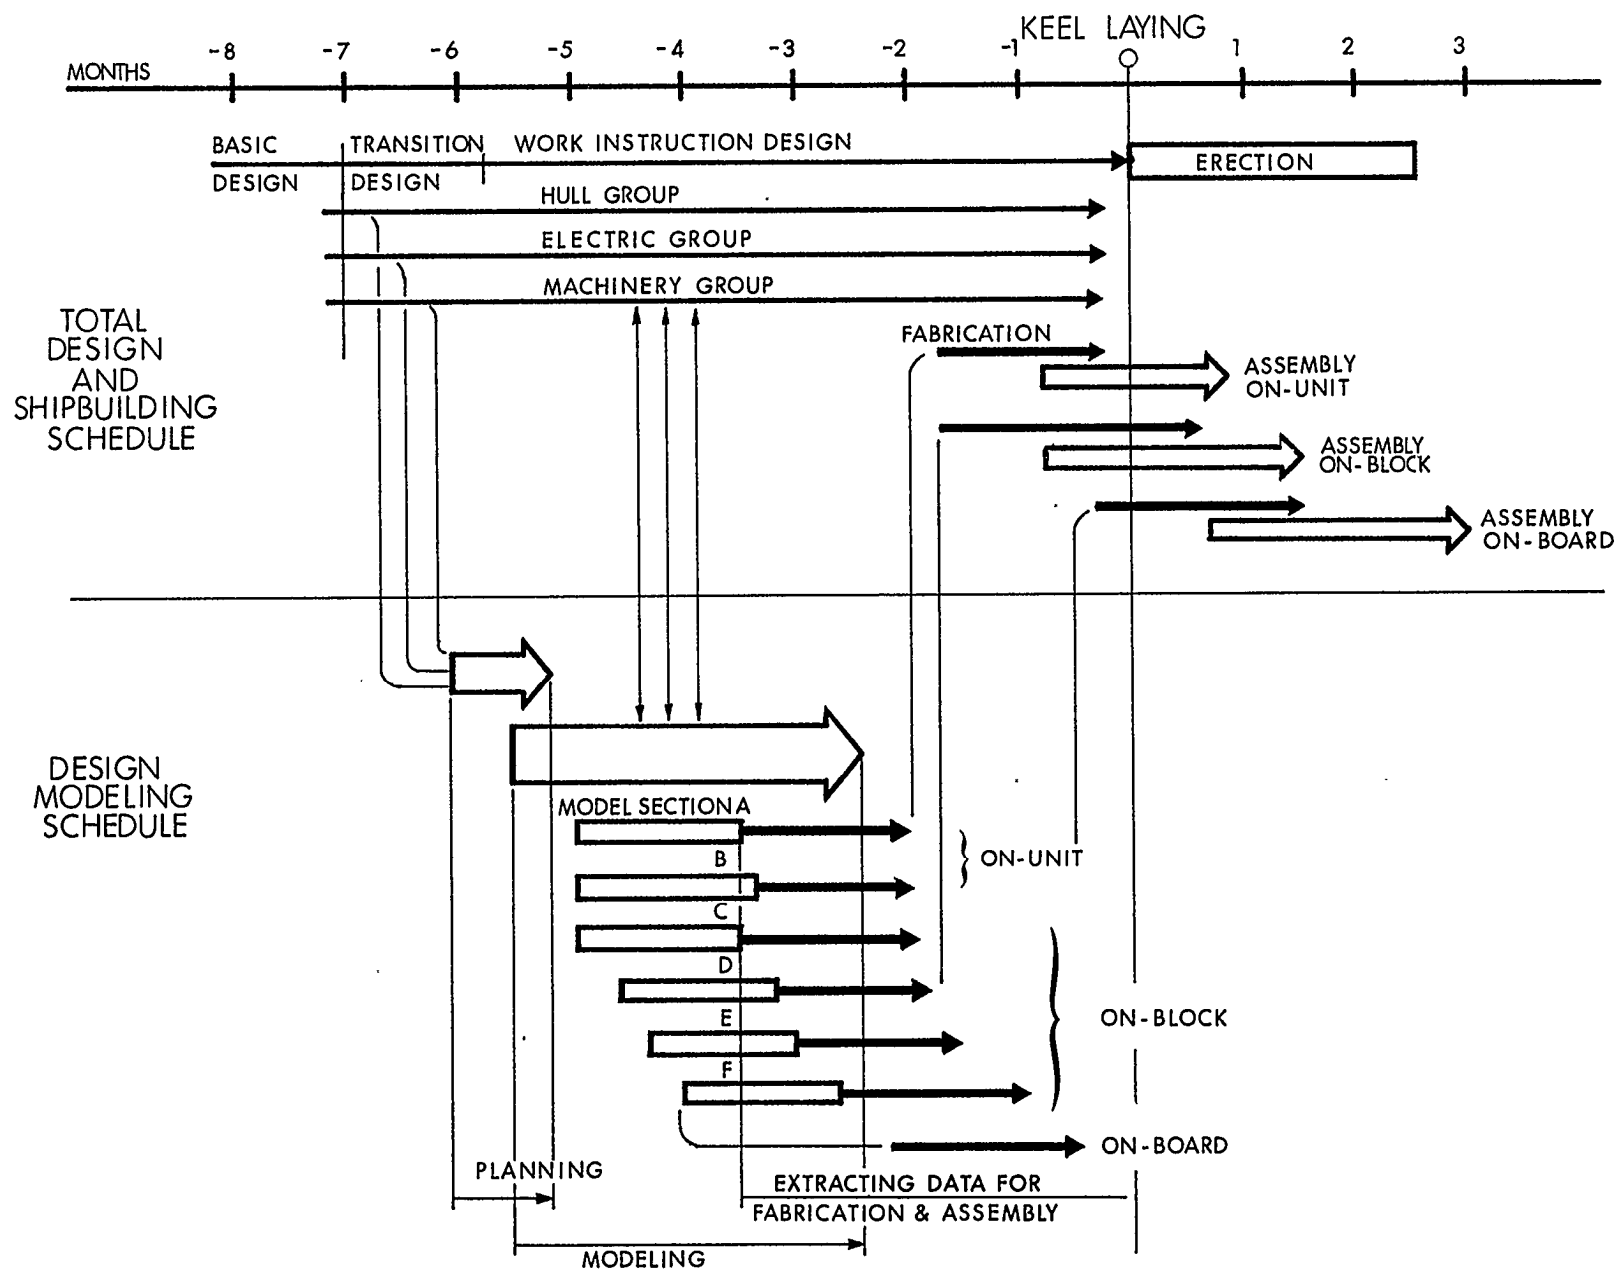 KEEL LAYING
-8 -7 -6 -5 -4 -3 -2 -1 1 2 3
MONTHS
BASIC
DESIGN
TRANSITION
DESIGN
WORK INSTRUCTION DESIGN
ERECTION
HULL GROUP
ELECTRIC GROUP
MACHINERY GROUP
TOTAL
DESIGN
AND
SHIPBUILDING
SCHEDULE
FABRICATION
ASSEMBLY
ON-UNIT
ASSEMBLY
ON-BLOCK
ASSEMBLY
ON-BOARD
DESIGN
MODELING
SCHEDULE
MODEL SECTION A
B
C
D
E
F
ON-UNIT
ON-BLOCK
ON-BOARD
PLANNING
EXTRACTING DATA FOR
FABRICATION & ASSEMBLY
MODELING